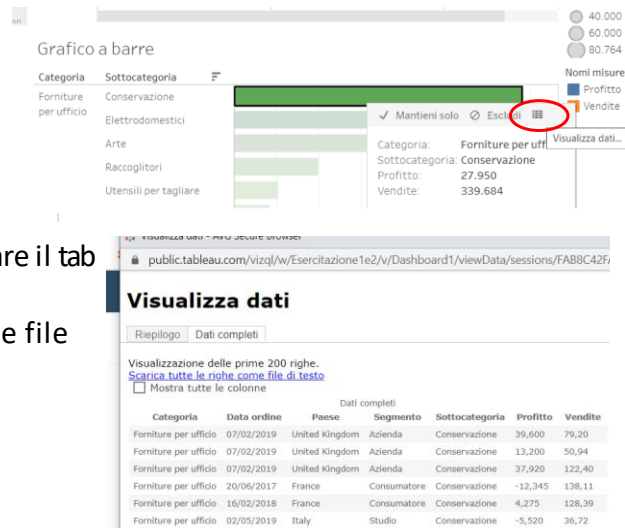 40.000
60.000
80.764
Grafico a barre
Categoria Sottocategoria
Nomi misure
Profitto
Vendite
Forniture per ufficio
Conservazione
Elettrodomestici
Arte
Raccoglitori
Utensili per tagliare
Mantieni solo Escludi
Visualizza dati...
Categoria: Forniture per uff
Sottocategoria: Conservazione
Profitto: 27.950
Vendite: 339.684
re il tab
e file
Visualizza dati - AVG Secure Browser
public.tableau.com/vizql/w/Esercitazione1e2/v/Dashboard1/viewData/sessions/FAB8C42F
Visualizza dati
Riepilogo Dati completi
Visualizzazione delle prime 200 righe.
Scarica tutte le righe come file di testo
Mostra tutte le colonne
Dati completi
Categoria Data ordine Paese Segmento Sottocategoria Profitto Vendite
Forniture per ufficio 07/02/2019 United Kingdom Azienda Conservazione 39,600 79,20
Forniture per ufficio 07/02/2019 United Kingdom Azienda Conservazione 13,200 50,94
Forniture per ufficio 07/02/2019 United Kingdom Azienda Conservazione 37,920 122,40
Forniture per ufficio 20/06/2017 France Consumatore Conservazione -12,345 138,11
Forniture per ufficio 16/02/2018 France Consumatore Conservazione 4,275 128,39
Forniture per ufficio 02/05/2019 Italy Studio Conservazione -5,520 26,72